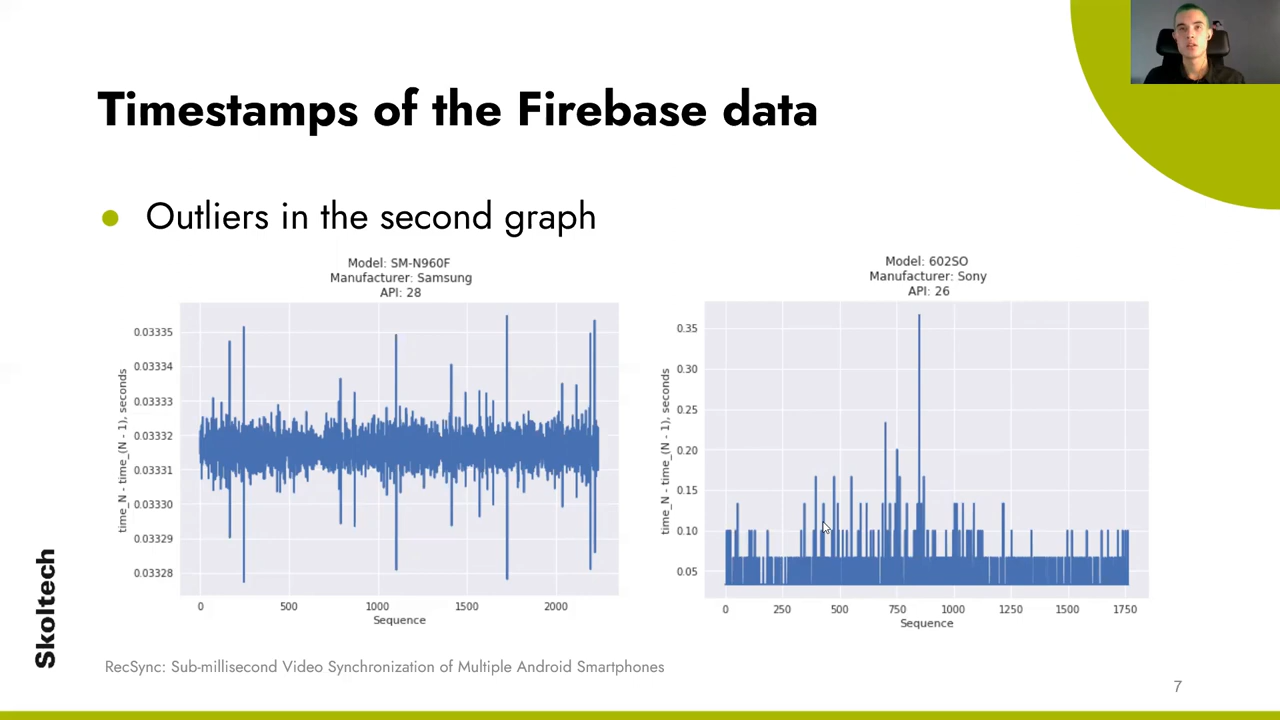 Timestamps of the Firebase data
Outliers in the second graph
Model: SM-N960F
Manufacturer: Samsung
API: 28
0.03335
0.03334
0.03333
0.03332
0.03331
0.03330
0.03329
0.03328
time_N - time_(N - 1), seconds
0
500
1000
1500
2000
Sequence
Model: 602SO
Manufacturer: Sony
API: 26
0.35
0.30
0.25
0.20
0.15
0.10
0.05
time_N - time_(N - 1), seconds
0
250
500
750
1000
1250
1500
1750
Sequence
Skoltech
RecSync: Sub-millisecond Video Synchronization of Multiple Android Smartphones
7